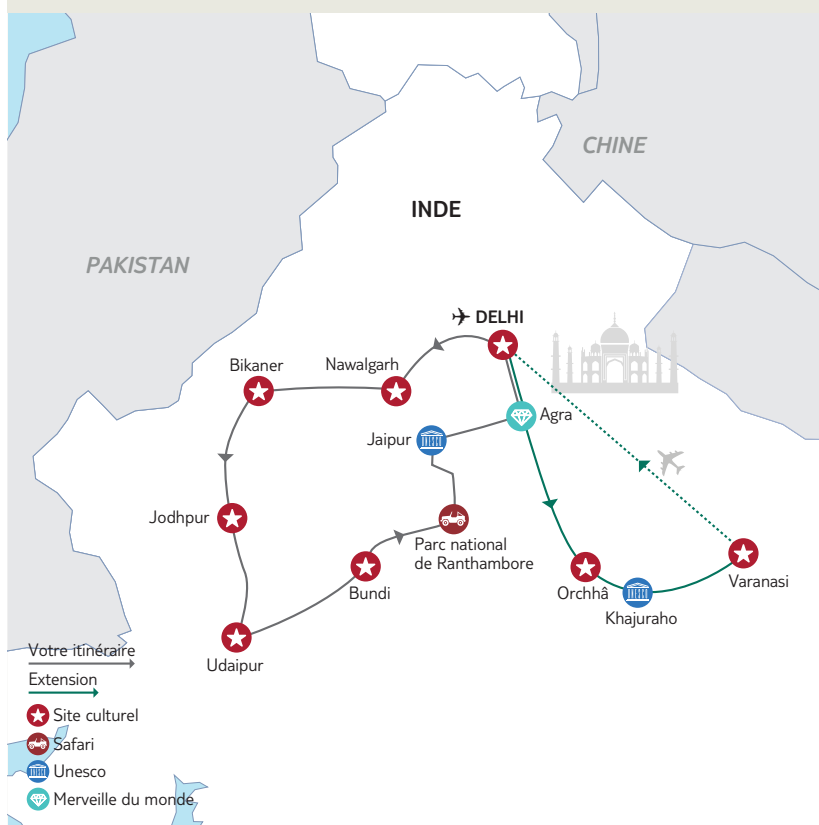 CHINE
INDE
PAKISTAN
DELHI
Bikaner
Nawalgarh
Agra
Jaipur
Jodhpur
Parc national
de Ranthambore
Bundi
Orchhâ
Varanasi
Khajuraho
Udaipur
Votre itinéraire
Extension
Site culturel
Safari
Unesco
Merveille du monde